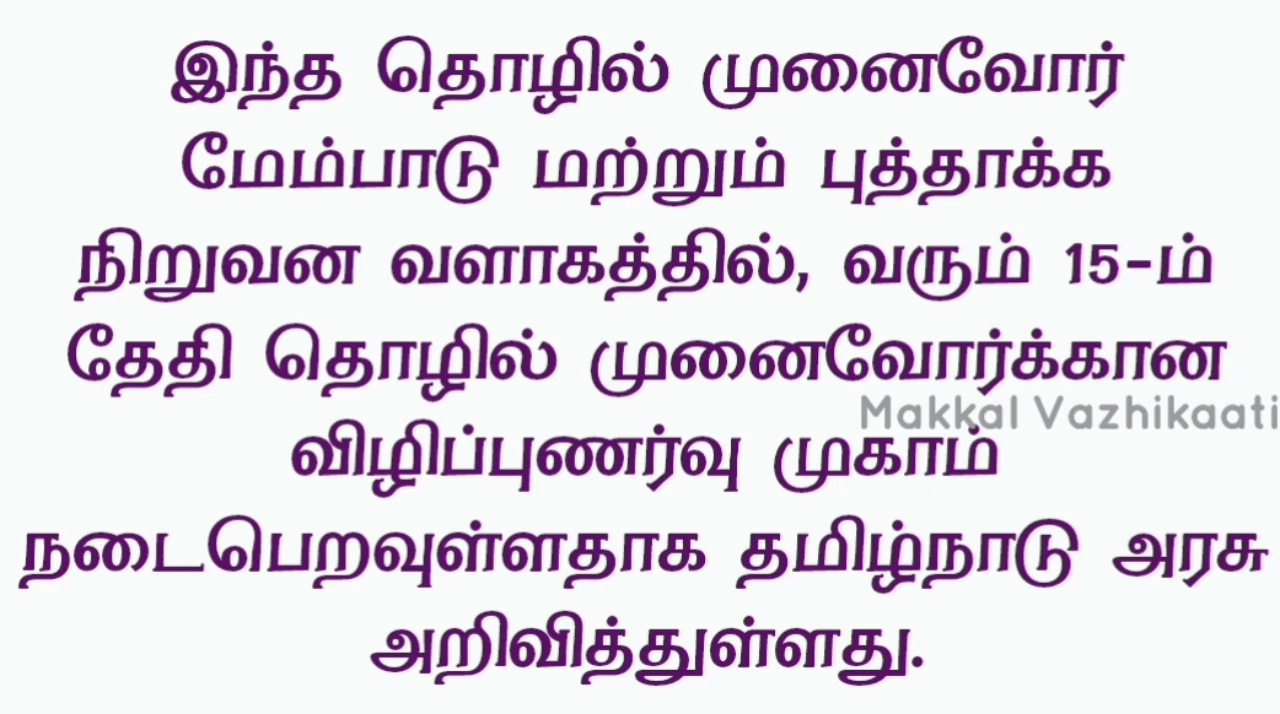 இந்த தொழில் முனைவோர்
மேம்பாடு மற்றும் புத்தாக்க
நிறுவன வளாகத்தில், வரும் 15-ம்
தேதி தொழில் முனைவோர்க்கான
Makkal Vazhikaati
விழிப்புணர்வு முகாம்
நடைபெறவுள்ளதாக தமிழ்நாடு அரசு
அறிவித்துள்ளது.